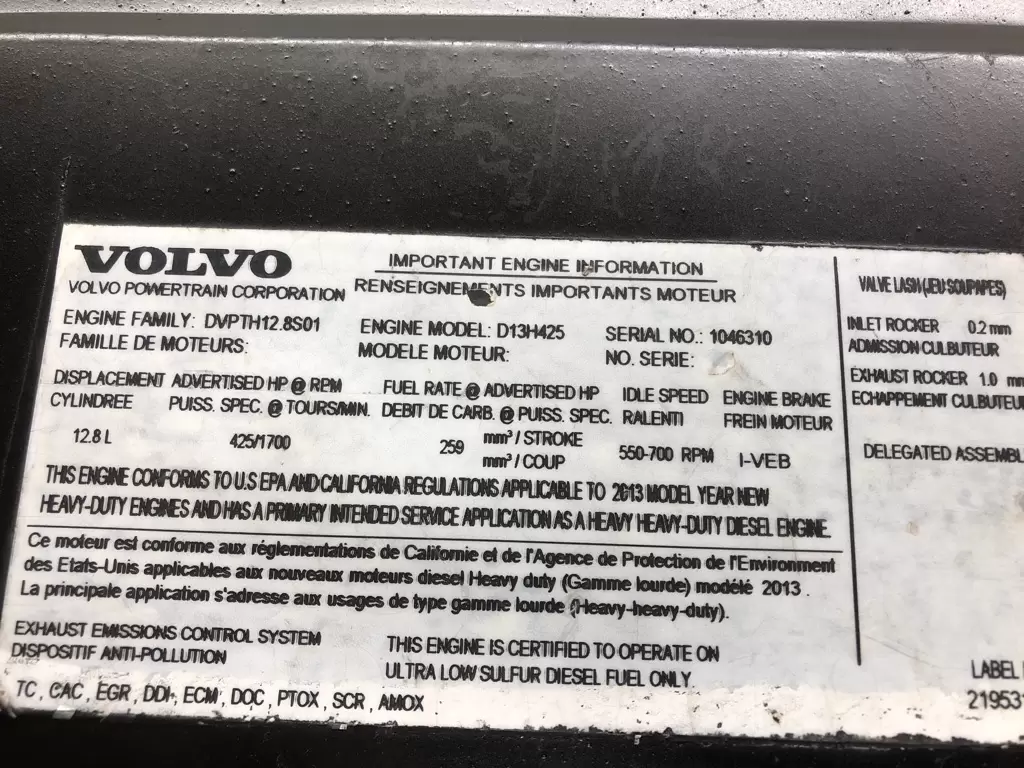 VOLVO
VOLVO POWERTRAIN CORPORATION
IMPORTANT ENGINE INFORMATION
RENSEIGNEMENTS IMPORTANTS MOTEUR
ENGINE FAMILY: DVPTH12.8S01
FAMILLE DE MOTEURS:
ENGINE MODEL: D13H425
MODELE MOTEUR:
SERIAL NO.: 1046310
NO. SERIE:
DISPLACEMENT ADVERTISED HP @ RPM FUEL RATE @ ADVERTISED HP IDLE SPEED ENGINE BRAKE
CYLINDREE PUISS. SPEC. @ TOURS/MIN. DEBIT DE CARB. @ PUISS. SPEC. RALENTI FREIN MOTEUR
12.8 L 425/1700 259 mm³ / STROKE 550-700 RPM I-VEB
mm³ / COUP
THIS ENGINE CONFORMS TO U.S EPA AND CALIFORNIA REGULATIONS APPLICABLE TO 2013 MODEL YEAR NEW
HEAVY-DUTY ENGINES AND HAS A PRIMARY INTENDED SERVICE APPLICATION AS A HEAVY HEAVY-DUTY DIESEL ENGINE.
Ce moteur est conforme aux réglementations de Californie et de l'Agence de Protection de l'Environment
des Etats-Unis applicables aux nouveaux moteurs diesel Heavy duty (Gamme lourde) modélé 2013 .
La principale application s'adresse aux usages de type gamme lourde (Heavy-heavy-duty).
EXHAUST EMISSIONS CONTROL SYSTEM
DISPOSITIF ANTI-POLLUTION
THIS ENGINE IS CERTIFIED TO OPERATE ON
ULTRA LOW SULFUR DIESEL FUEL ONLY
TC , CAC , EGR , DDI , ECM , DOC , PTOX , SCR , AMOX
VALVE LASH (JEU SOUPAPES)
INLET ROCKER 0.2 mm
ADMISSION CULBUTEUR
EXHAUST ROCKER 1.0 mm
ECHAPPEMENT CULBUTEU
DELEGATED ASSEMBL
LABEL
21953